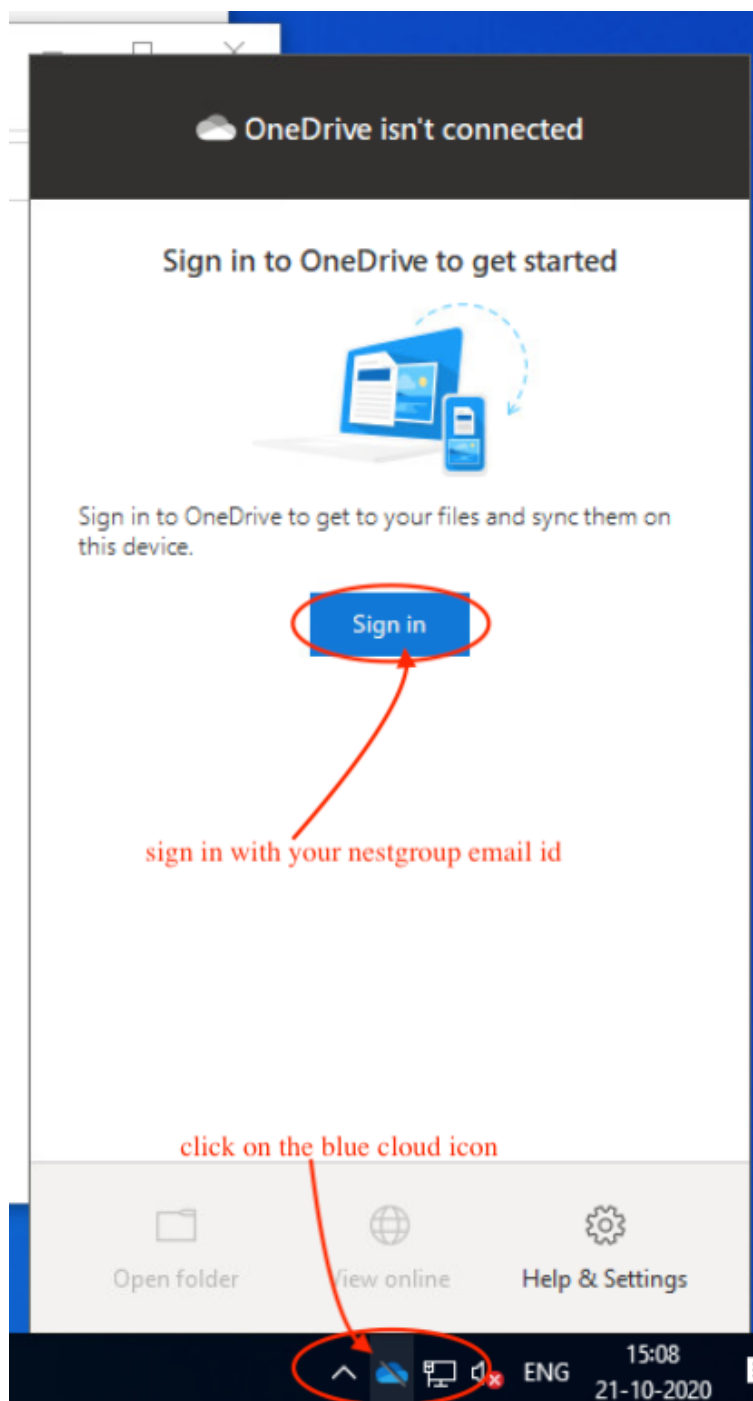 OneDrive isn't connected
Sign in to OneDrive to get started
Sign in to OneDrive to get to your files and sync them on
this device.
Sign in
sign in with your nestgroup email id
click on the blue cloud icon
Open folder
View online
Help & Settings
ENG
15:08
21-10-2020